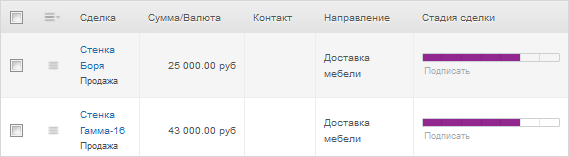 Сделка Сумма/Валюта Контакт Направление Стадия сделки
Стенка
Боря
Продажа
25 000.00 руб
Доставка
мебели
Подписать
Стенка
Гамма-16
Продажа
43 000.00 руб
Доставка
мебели
Подписать